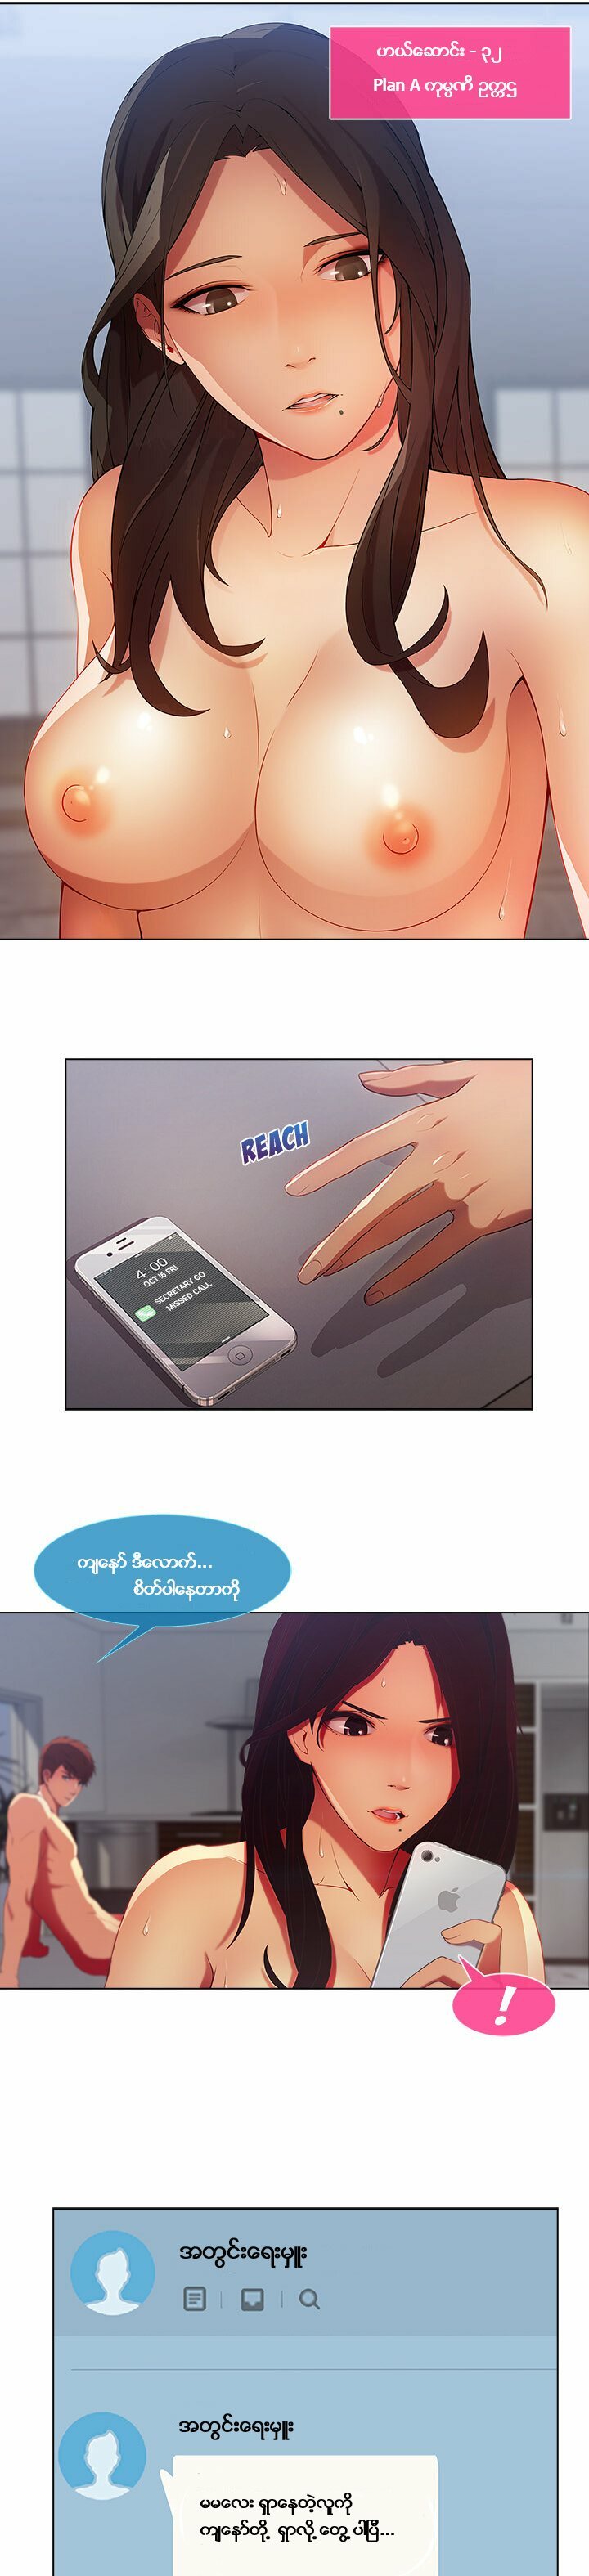 ဟယ်ဆောင်း - ၃၂
Plan A ကုမ္ပဏီ ဥက္ကဌ
REACH
4:00
OCT 16 FRI
SECRETARY GO
MISSED CALL
ကျနော် ဒီလောက်...
စိတ်ပါနေတာကို
!
အတွင်းရေးမှူး
အတွင်းရေးမှူး
မမလေး ရှာနေတဲ့လူကို
ကျနော်တို့ ရှာလို့ တွေ့ ပါပြီ...